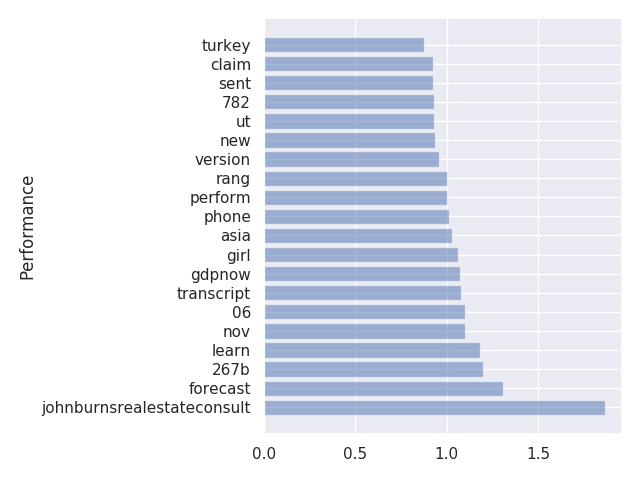 turkey
claim
sent
782
ut
new
version
rang
perform
phone
asia
girl
gdpnow
transcript
06
nov
learn
267b
forecast
johnburnsrealestateconsult
Performance
0.0 0.5 1.0 1.5